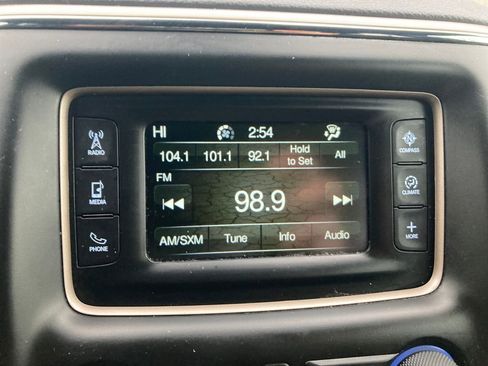 HI 2:54
104.1 101.1 92.1 Hold to Set All
FM
98.9
AM/SXM Tune Info Audio
RADIO
MEDIA
PHONE
N
COMPASS
CLIMATE
+
MORE